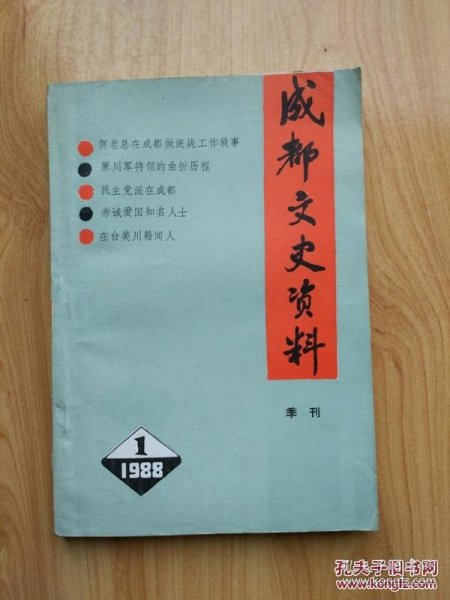 成都文史资料
季刊
贺老总在成都做统战工作轶事
原川军将领的曲折历程
民主党派在成都
赤诚爱国知名人士
在台美川籍闻人
1
1988
孔夫子旧书网
www.kongfz.com